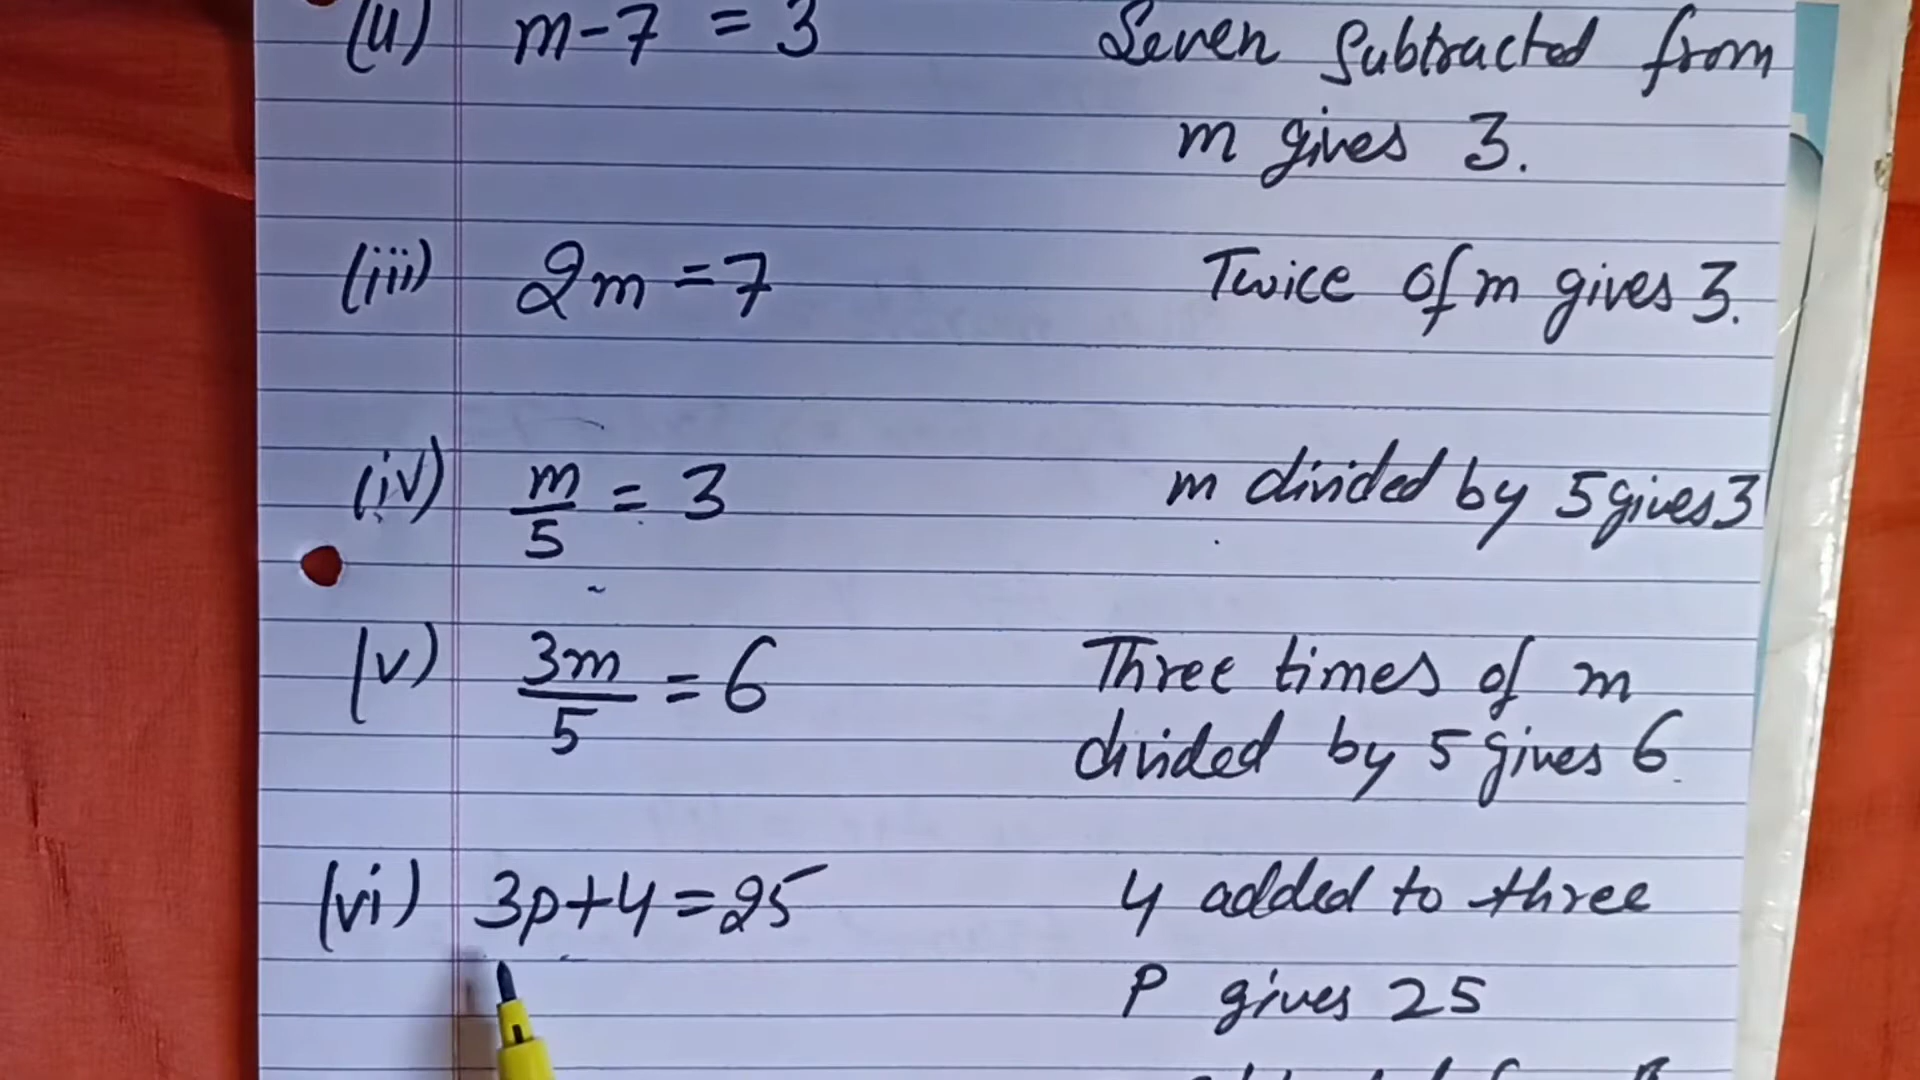 (ii) m-7 = 3 Seven Subtracted from
m gives 3.
(iii) 2m = 7 Twice of m gives 3.
(iv) m/5 = 3 m divided by 5 gives 3
(v) 3m/5 = 6 Three times of m
divided by 5 gives 6.
(vi) 3p+4 = 25 4 added to three
P gives 25